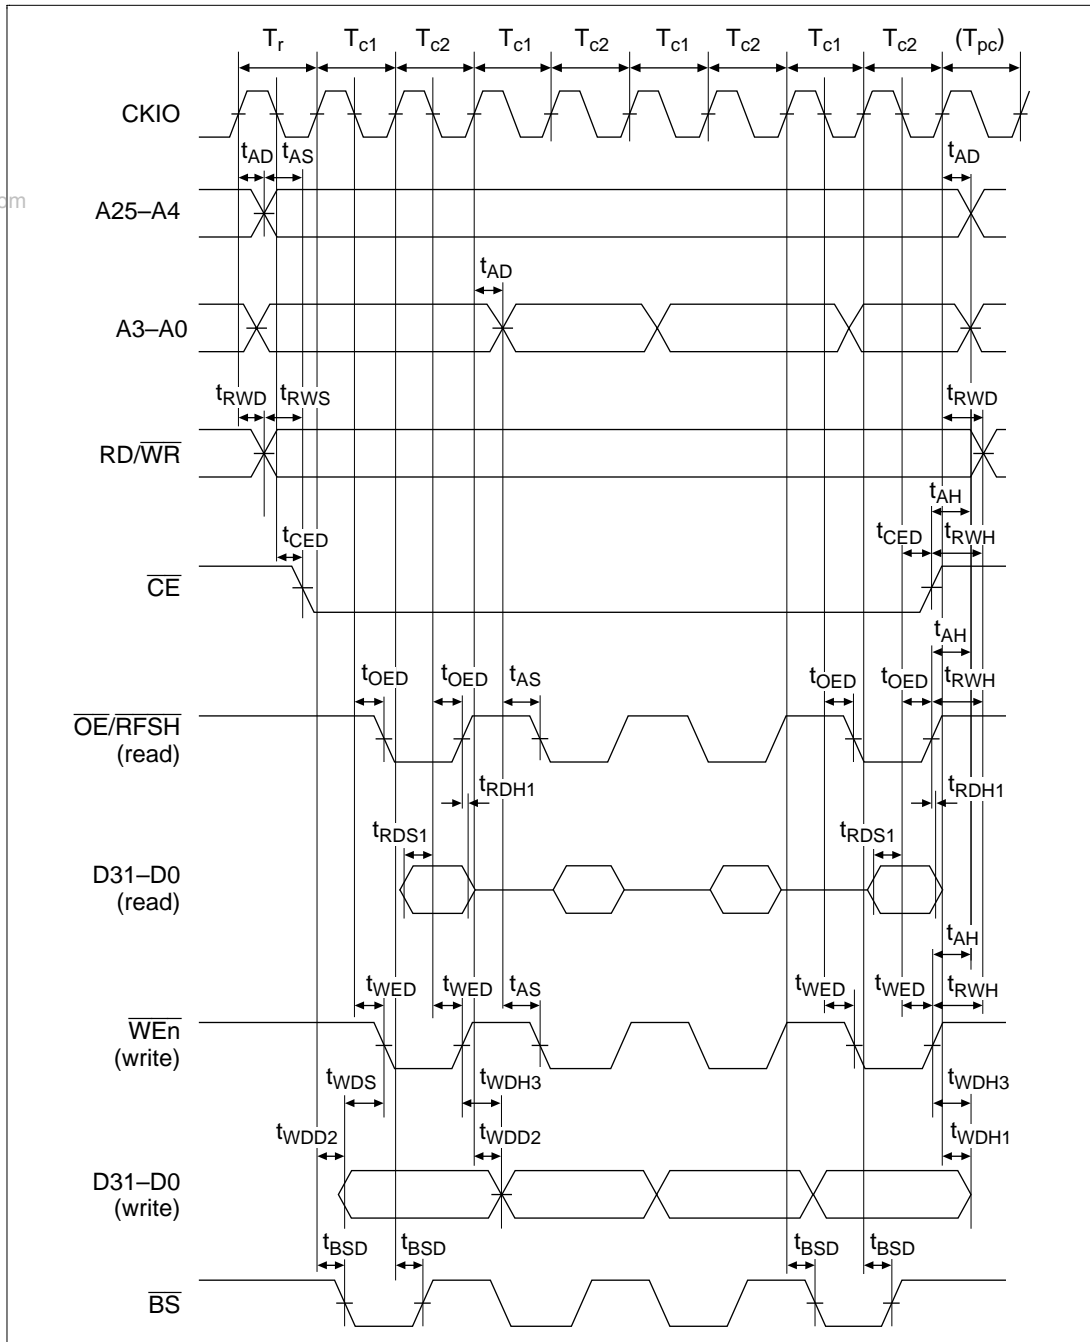 Tr Tc1 Tc2 Tc1 Tc2 Tc1 Tc2 Tc1 Tc2 (Tpc)
CKIO
tAD tAS tAD
om
A25–A4
tAD
A3–A0
tRWD tRWS tRWD
RD/WR
tAH
tCED tCED tRWH
CE
tAH
tOED tOED tAS tOED tOED tRWH
OE/RFSH
(read)
tRDH1 tRDH1
tRDS1 tRDS1
D31–D0
(read)
tAH
tWED tWED tAS tWED tWED tRWH
WEn
(write)
tWDS tWDH3 tWDH3
tWDD2 tWDD2 tWDH1
D31–D0
(write)
tBSD tBSD tBSD tBSD
BS